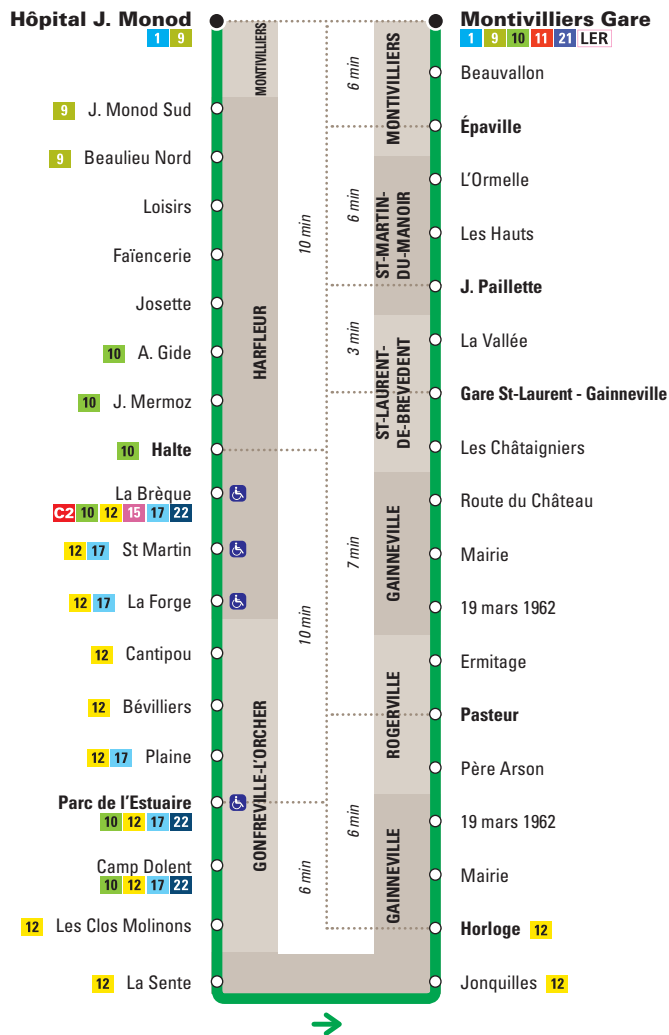 Hôpital J. Monod
1 9
9 J. Monod Sud
9 Beaulieu Nord
Loisirs
Faïencerie
Josette
10 A. Gide
10 J. Mermoz
10 Halte
La Brèque
C2 10 12 15 17 22
12 17 St Martin
12 17 La Forge
12 Cantipou
12 Bévilliers
12 17 Plaine
Parc de l'Estuaire
10 12 17 22
Camp Dolent
10 12 17 22
12 Les Clos Molinons
12 La Sente
MONTIVILLIERS
HARFLEUR
GONFREVILLE-L'ORCHER
10 min
10 min
6 min
6 min
6 min
3 min
7 min
6 min
MONTIVILLIERS
ST-MARTIN-
DU-MANOIR
ST-LAURENT-
DE-BREVEDENT
GAINNEVILLE
ROGERVILLE
GAINNEVILLE
Montivilliers Gare
1 9 10 11 21 LER
Beauvallon
Épaville
L'Ormelle
Les Hauts
J. Paillette
La Vallée
Gare St-Laurent - Gainneville
Les Châtaigniers
Route du Château
Mairie
19 mars 1962
Ermitage
Pasteur
Père Arson
19 mars 1962
Mairie
Horloge 12
Jonquilles 12